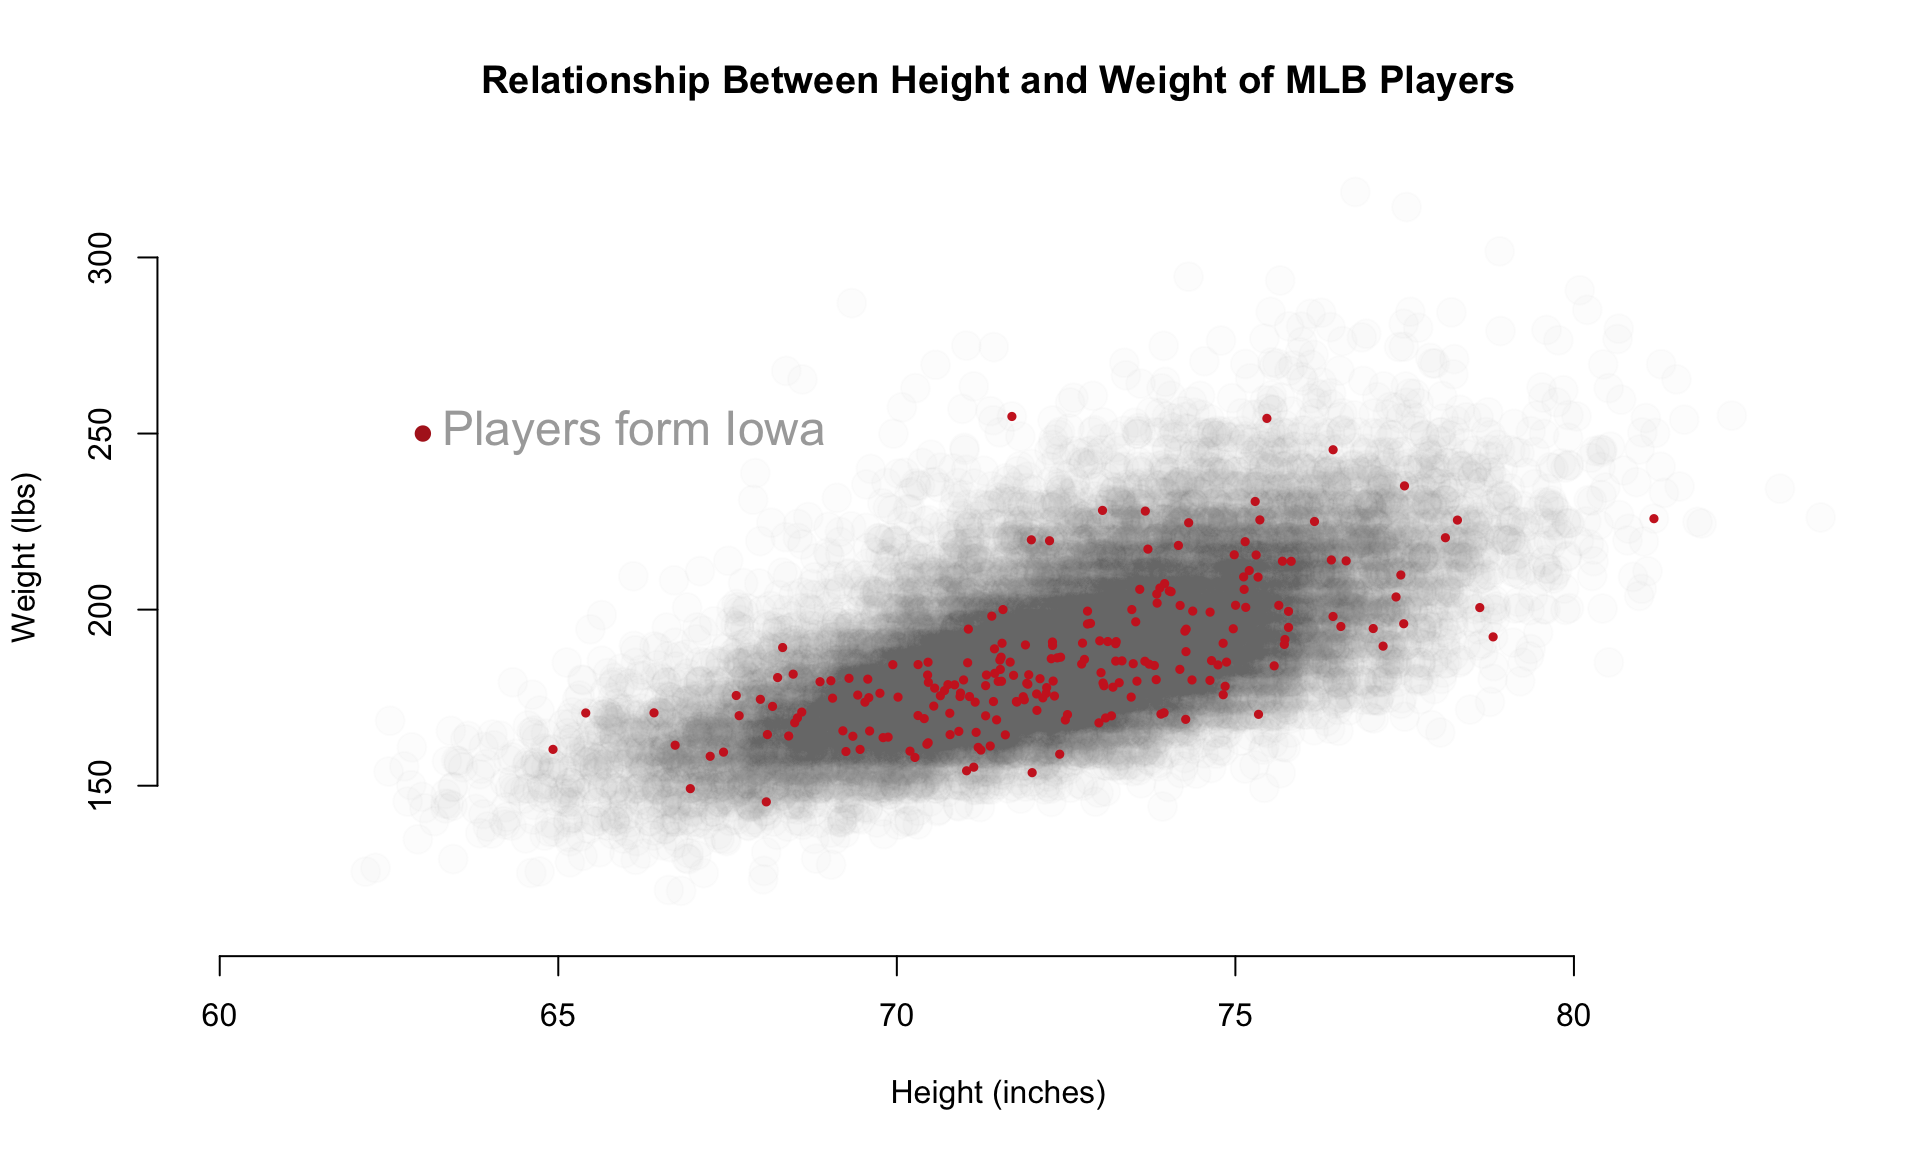 Relationship Between Height and Weight of MLB Players
300
250
200
150
Weight (lbs)
Players form Iowa
60 65 70 75 80
Height (inches)